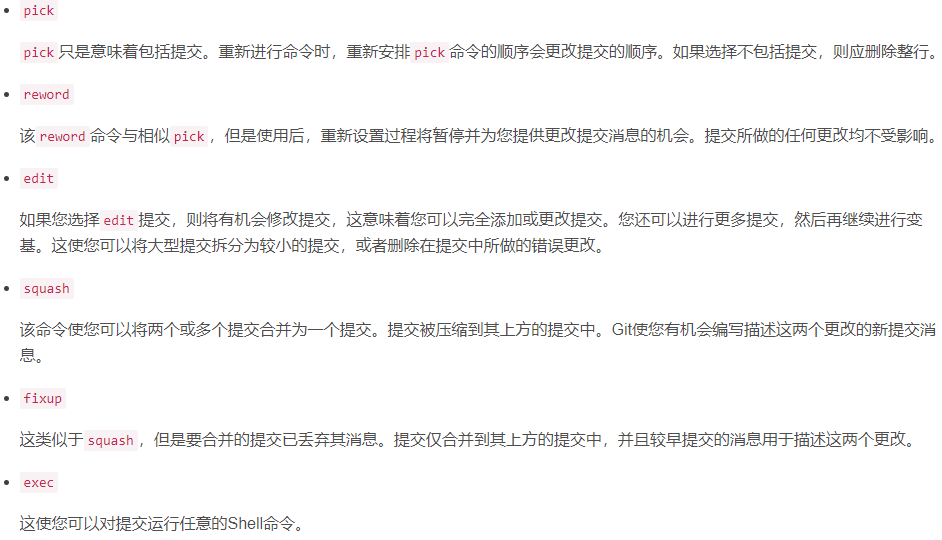 pick
pick 只是意味着包括提交。重新进行命令时，重新安排 pick 命令的顺序会更改提交的顺序。如果选择不包括提交，则应删除整行。
reword
该 reword 命令与相似 pick ，但是使用后，重新设置过程将暂停并为您提供更改提交消息的机会。提交所做的任何更改均不受影响。
edit
如果您选择 edit 提交，则将有机会修改提交，这意味着您可以完全添加或更改提交。您还可以进行更多提交，然后再继续进行变
基。这使您可以将大型提交拆分为较小的提交，或者删除在提交中所做的错误更改。
squash
该命令使您可以将两个或多个提交合并为一个提交。提交被压缩到其上方的提交中。Git使您有机会编写描述这两个更改的新提交消
息。
fixup
这类似于 squash ，但是要合并的提交已丢弃其消息。提交仅合并到其上方的提交中，并且较早提交的消息用于描述这两个更改。
exec
这使您可以对提交运行任意的Shell命令。